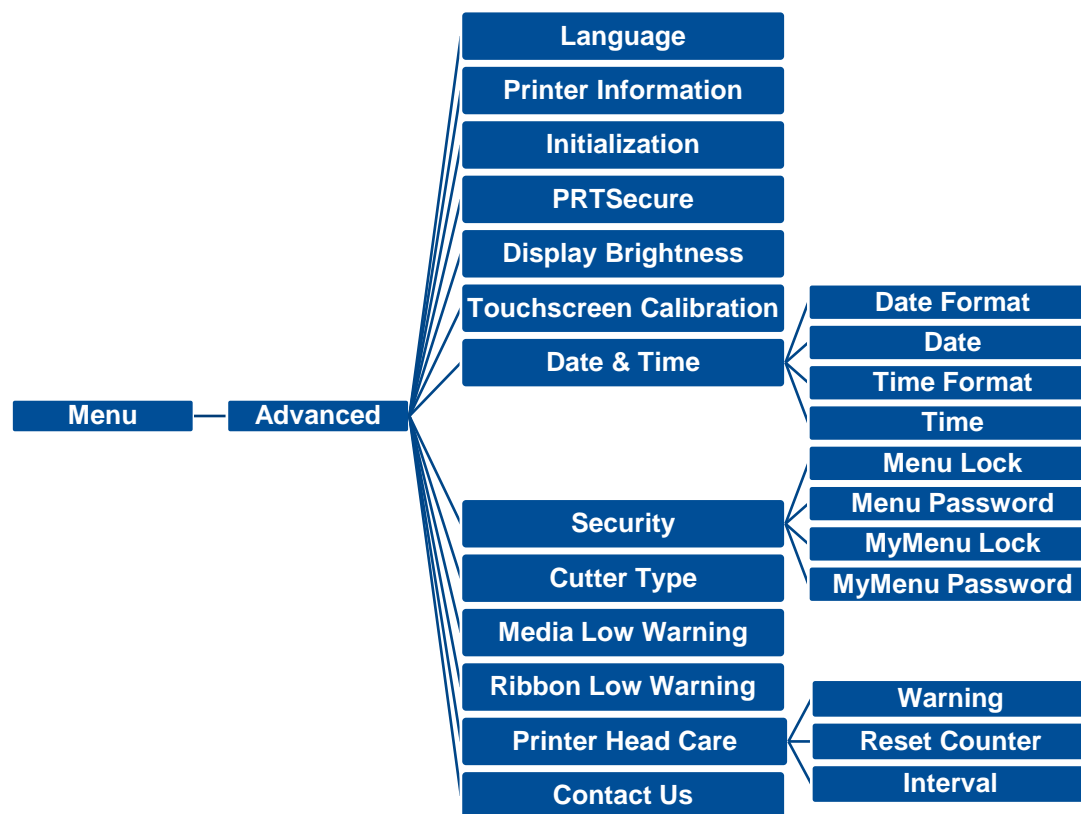 Menu
Advanced
Language
Printer Information
Initialization
PRTSecure
Display Brightness
Touchscreen Calibration
Date & Time
Date Format
Date
Time Format
Time
Security
Menu Lock
Menu Password
MyMenu Lock
MyMenu Password
Cutter Type
Media Low Warning
Ribbon Low Warning
Printer Head Care
Warning
Reset Counter
Interval
Contact Us